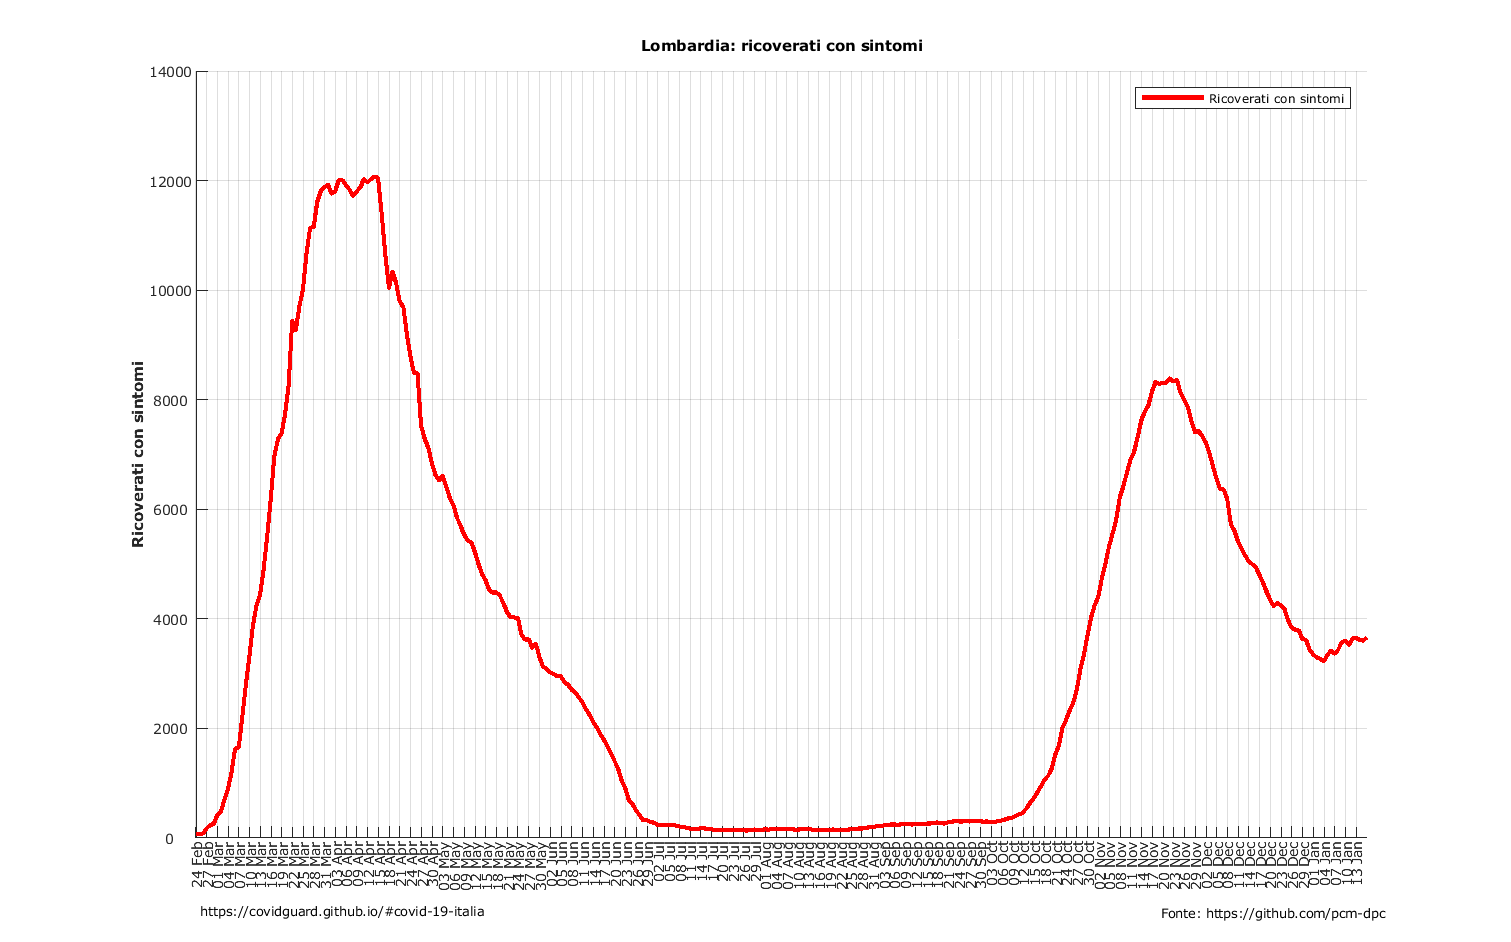 Lombardia: ricoverati con sintomi
Ricoverati con sintomi
Ricoverati con sintomi
14000
12000
10000
8000
6000
4000
2000
0
24 Feb
27 Feb
01 Mar
04 Mar
07 Mar
10 Mar
13 Mar
16 Mar
19 Mar
22 Mar
25 Mar
28 Mar
31 Mar
03 Apr
06 Apr
09 Apr
12 Apr
15 Apr
18 Apr
21 Apr
24 Apr
27 Apr
30 Apr
03 May
06 May
09 May
12 May
15 May
18 May
21 May
24 May
27 May
30 May
02 Jun
05 Jun
08 Jun
11 Jun
14 Jun
17 Jun
20 Jun
23 Jun
26 Jun
29 Jun
02 Jul
05 Jul
08 Jul
11 Jul
14 Jul
17 Jul
20 Jul
23 Jul
26 Jul
29 Jul
01 Aug
04 Aug
07 Aug
10 Aug
13 Aug
16 Aug
19 Aug
22 Aug
25 Aug
28 Aug
31 Aug
03 Sep
06 Sep
09 Sep
12 Sep
15 Sep
18 Sep
21 Sep
24 Sep
27 Sep
30 Sep
03 Oct
06 Oct
09 Oct
12 Oct
15 Oct
18 Oct
21 Oct
24 Oct
27 Oct
30 Oct
02 Nov
05 Nov
08 Nov
11 Nov
14 Nov
17 Nov
20 Nov
23 Nov
26 Nov
29 Nov
02 Dec
05 Dec
08 Dec
11 Dec
14 Dec
17 Dec
20 Dec
23 Dec
26 Dec
29 Dec
01 Jan
04 Jan
07 Jan
10 Jan
13 Jan
https://covidguard.github.io/#covid-19-italia
Fonte: https://github.com/pcm-dpc